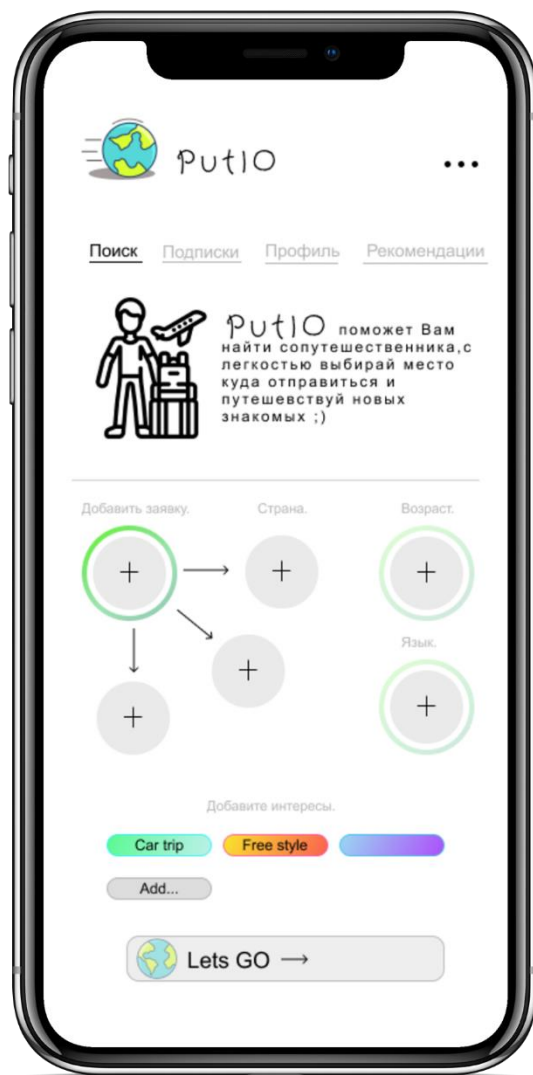 PutIO
Поиск Подписки Профиль Рекомендации
PutIO поможет Вам
найти сопутешественника,с
легкостью выбирай место
куда отправиться и
путешевствуй новых
знакомых ;)
Добавить заявку. Страна. Возраст.
Язык.
Добавите интересы.
Car trip Free style
Add...
Lets GO →